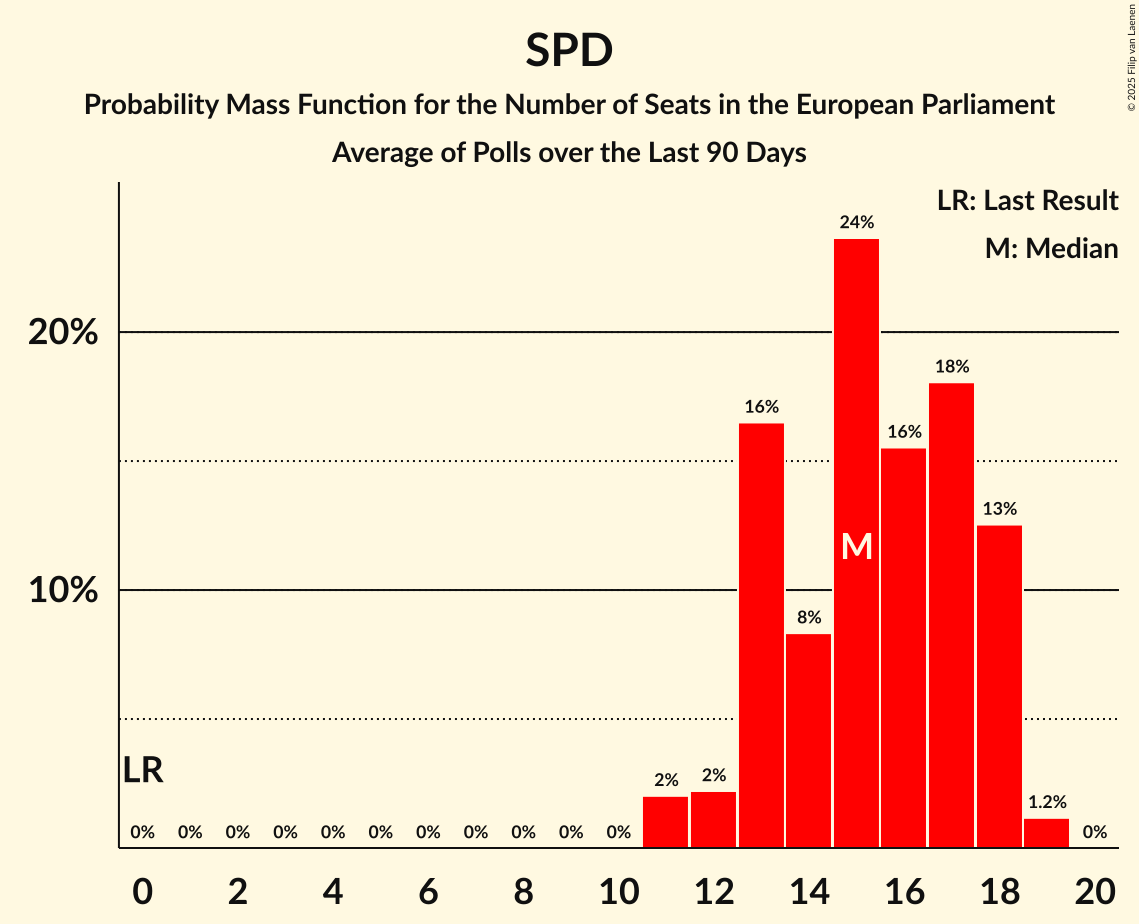 SPD
Probability Mass Function for the Number of Seats in the European Parliament
Average of Polls over the Last 90 Days
© 2025 Filip van Laenen
LR: Last Result
M: Median
20%
10%
LR
M
0%
0%
0%
0%
0%
0%
0%
0%
0%
0%
0%
2%
2%
16%
8%
24%
16%
18%
13%
1.2%
0%
0 2 4 6 8 10 12 14 16 18 20